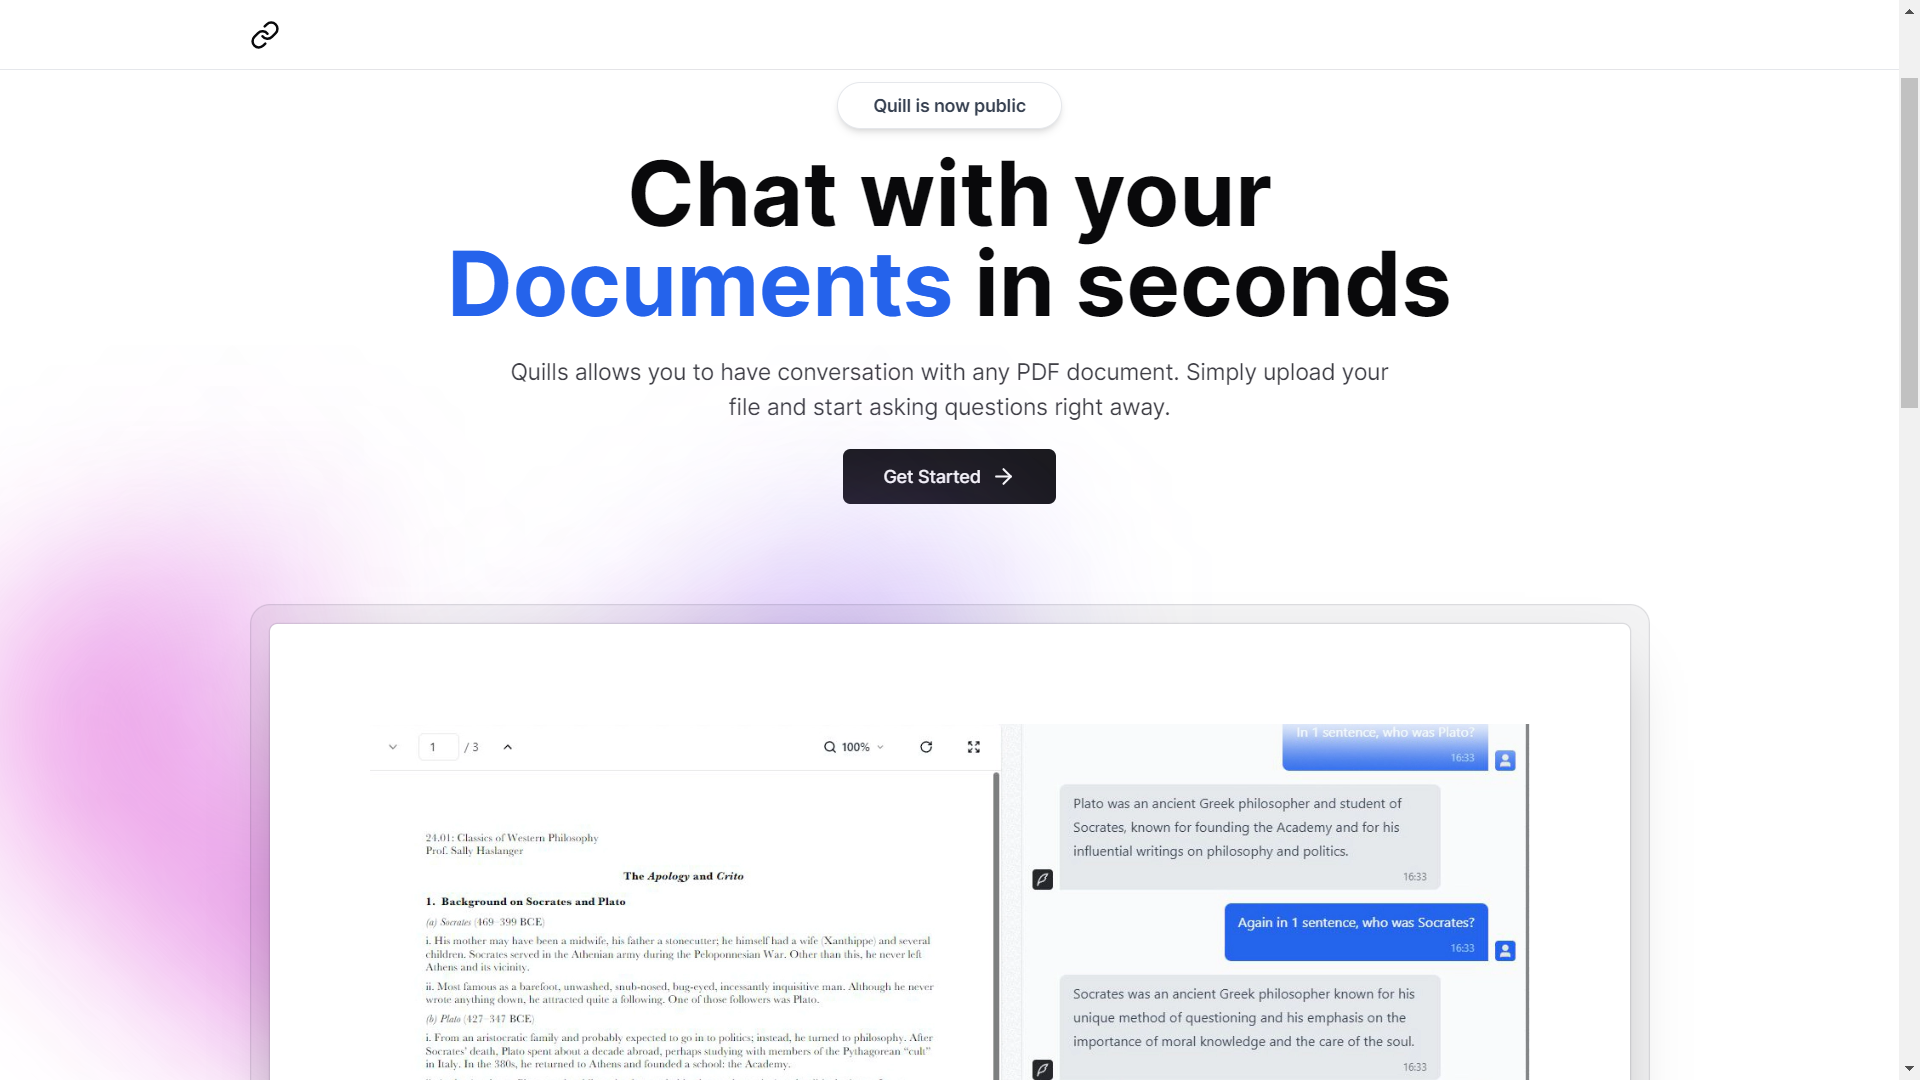 Quill is now public
Chat with your
Documents in seconds
Quills allows you to have conversation with any PDF document. Simply upload your
file and start asking questions right away.
Get Started
1 / 3
100%
24.01: Classics of Western Philosophy
Prof. Sally Haslanger
The Apology and Crito
1. Background on Socrates and Plato
(a) Socrates (469–399 BCE)
i. His mother may have been a midwife, his father a stonecutter; he himself had a wife (Xanthippe) and several
children. Socrates served in the Athenian army during the Peloponnesian War. Other than this, he never left
Athens and its vicinity.
ii. Most famous as a barefoot, unwashed, snub-nosed, bug-eyed, incessantly inquisitive man. Although he never
wrote anything down, he attracted quite a following. One of those followers was Plato.
(b) Plato (427–347 BCE)
i. From an aristocratic family and probably expected to go in to politics; instead, he turned to philosophy. After
Socrates' death, Plato spent about a decade abroad, perhaps studying with members of the Pythagorean “cult”
in Italy. In the 380s, he returned to Athens and founded a school: the Academy.
In 1 sentence, who was Plato?
16:33
Plato was an ancient Greek philosopher and student of
Socrates, known for founding the Academy and for his
influential writings on philosophy and politics.
16:33
Again in 1 sentence, who was Socrates?
16:33
Socrates was an ancient Greek philosopher known for his
unique method of questioning and his emphasis on the
importance of moral knowledge and the care of the soul.
16:33